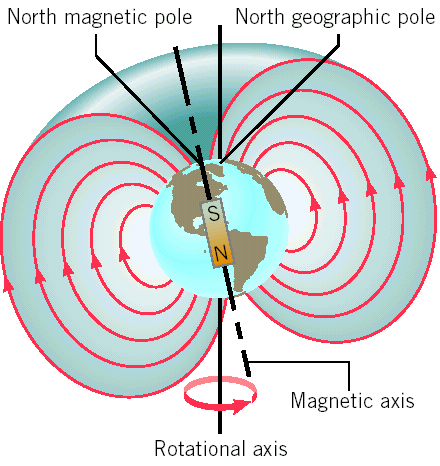 North magnetic pole
North geographic pole
S
N
Magnetic axis
Rotational axis